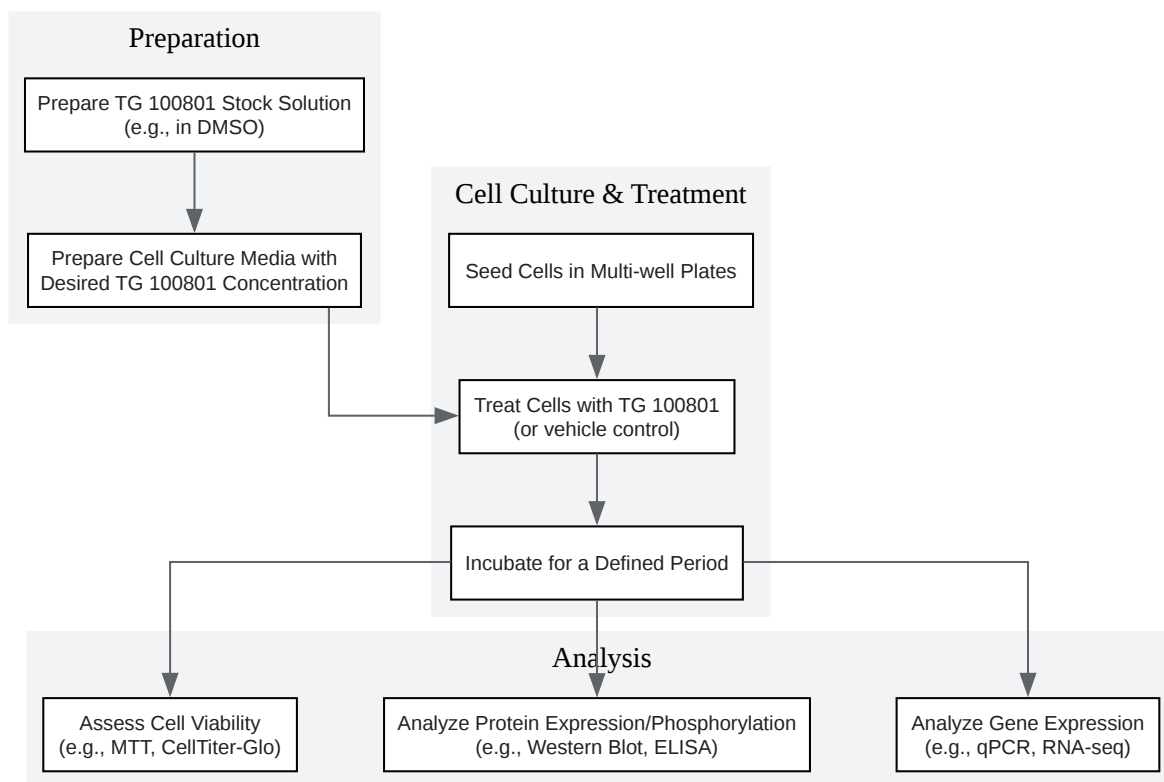 Preparation
Prepare TG 100801 Stock Solution
(e.g., in DMSO)
Prepare Cell Culture Media with
Desired TG 100801 Concentration
Cell Culture & Treatment
Seed Cells in Multi-well Plates
Treat Cells with TG 100801
(or vehicle control)
Incubate for a Defined Period
Analysis
Assess Cell Viability
(e.g., MTT, CellTiter-Glo)
Analyze Protein Expression/Phosphorylation
(e.g., Western Blot, ELISA)
Analyze Gene Expression
(e.g., qPCR, RNA-seq)